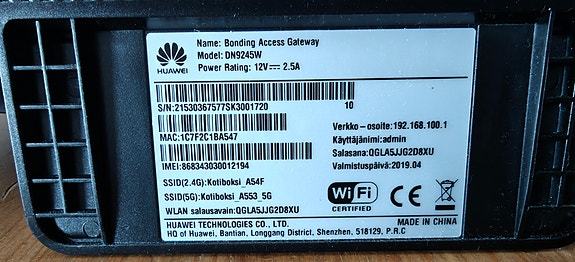 HUAWEI
Name: Bonding Access Gateway
Model: DN9245W
Power Rating: 12V⎓ 2.5A
S/N:21530367577SK3001720 10
MAC:1C7F2C1BA547
IMEI:868343030012194
Verkko-osoite:192.168.100.1
Käyttäjänimi:admin
Salasana:QGLA5JJG2D8XU
Valmistuspäivä:2019.04
SSID(2.4G):Kotiboksi_A54F
SSID(5G):Kotiboksi_A553_5G
WLAN salausavain:QGLA5JJG2D8XU
WiFi
CERTIFIED
CE
HUAWEI TECHNOLOGIES CO., LTD.
MADE IN CHINA
HQ of Huawei, Bantian, Longgang District, Shenzhen, 518129, P.R.C